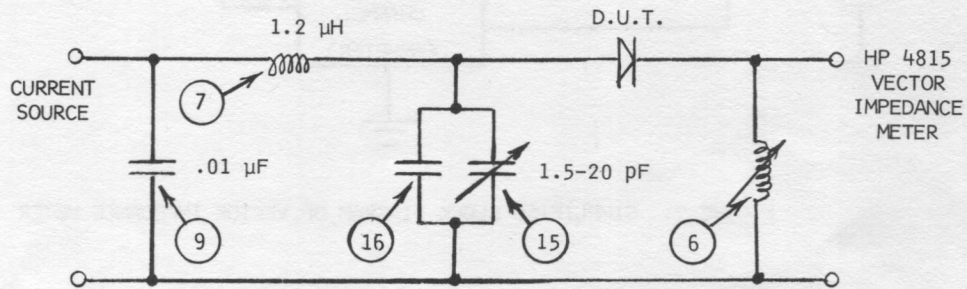 D.U.T.
1.2 μH
CURRENT
SOURCE
7
.01 μF
9
16
1.5-20 pF
15
6
HP 4815
VECTOR
IMPEDANCE
METER